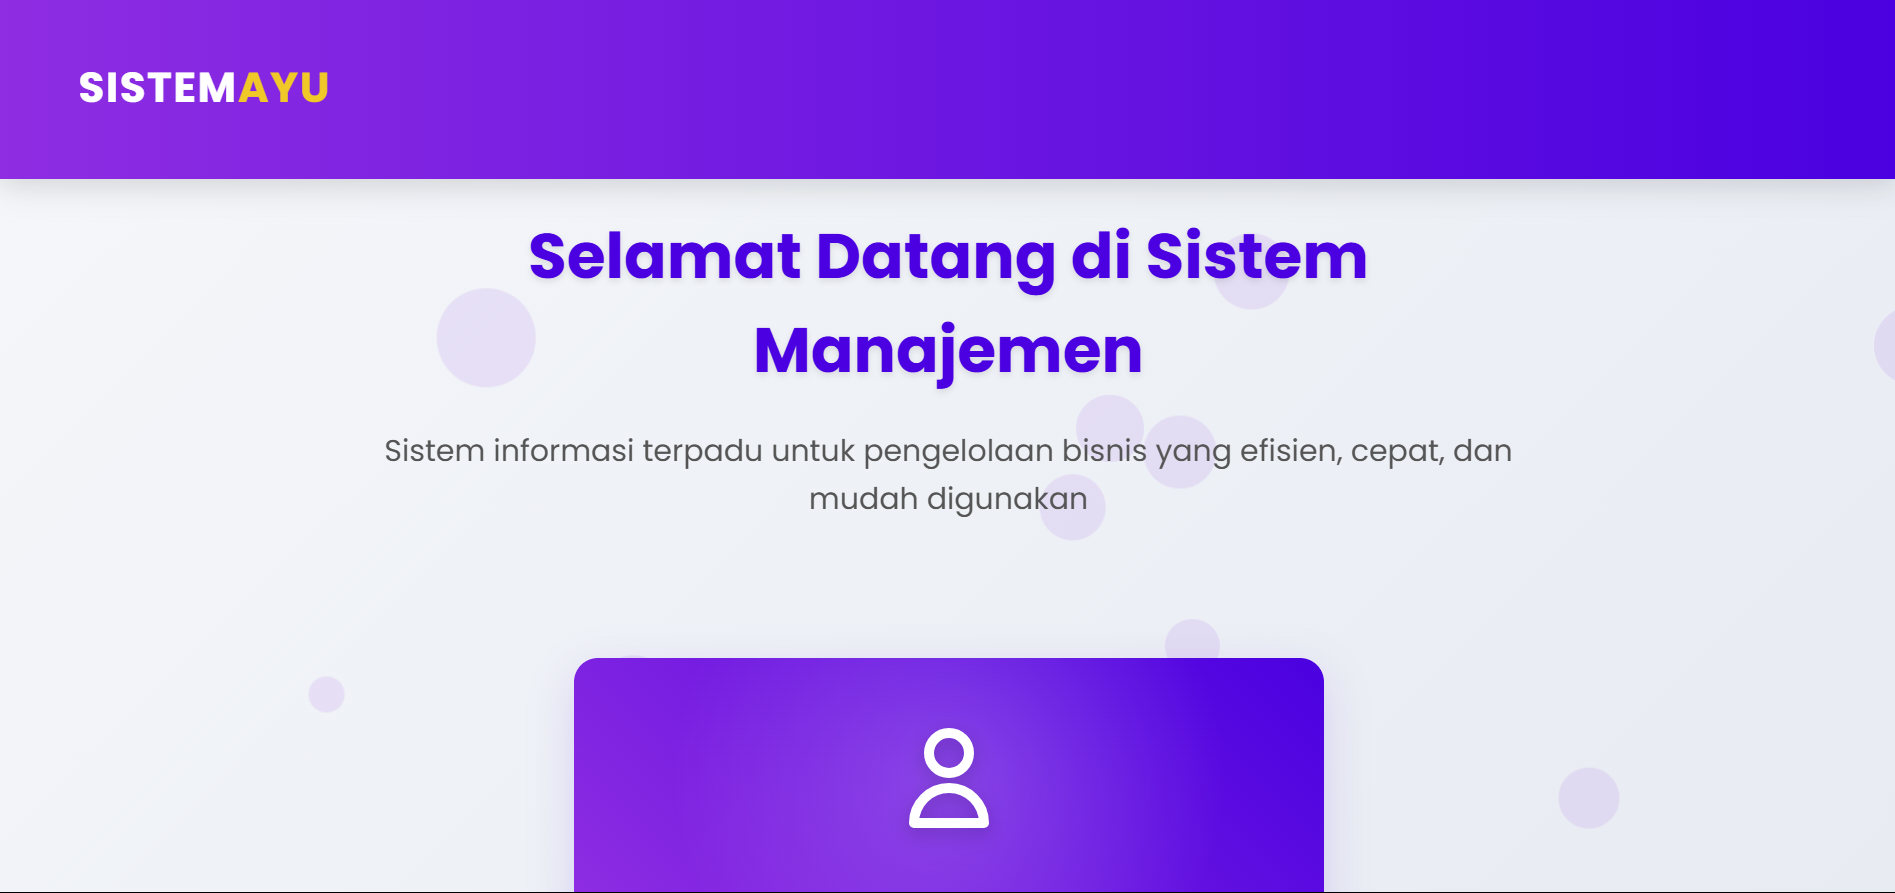 SISTEMAYU
Selamat Datang di Sistem
Manajemen
Sistem informasi terpadu untuk pengelolaan bisnis yang efisien, cepat, dan
mudah digunakan